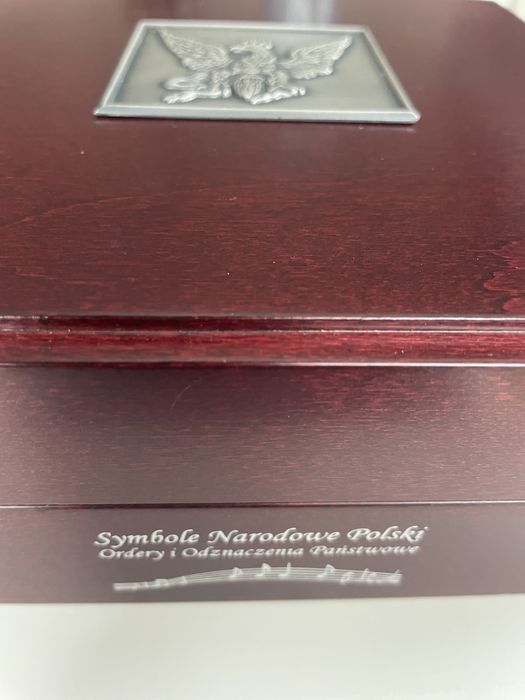 Symbole Narodowe Polski
Ordery i Odznaczenia Państwowe